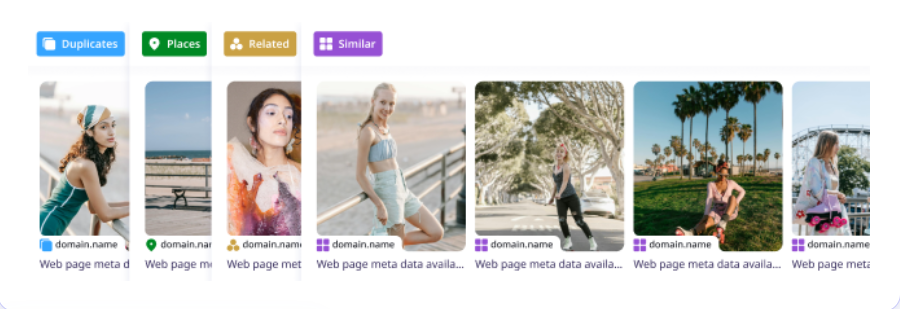 Duplicates
Places
Related
Similar
domain.name
domain.nar
domain.name
domain.name
domain.name
domain.name
domain.name
Web page meta d
Web page me
Web page met
Web page meta data availa...
Web page meta data availa...
Web page meta data availa...
Web page meta